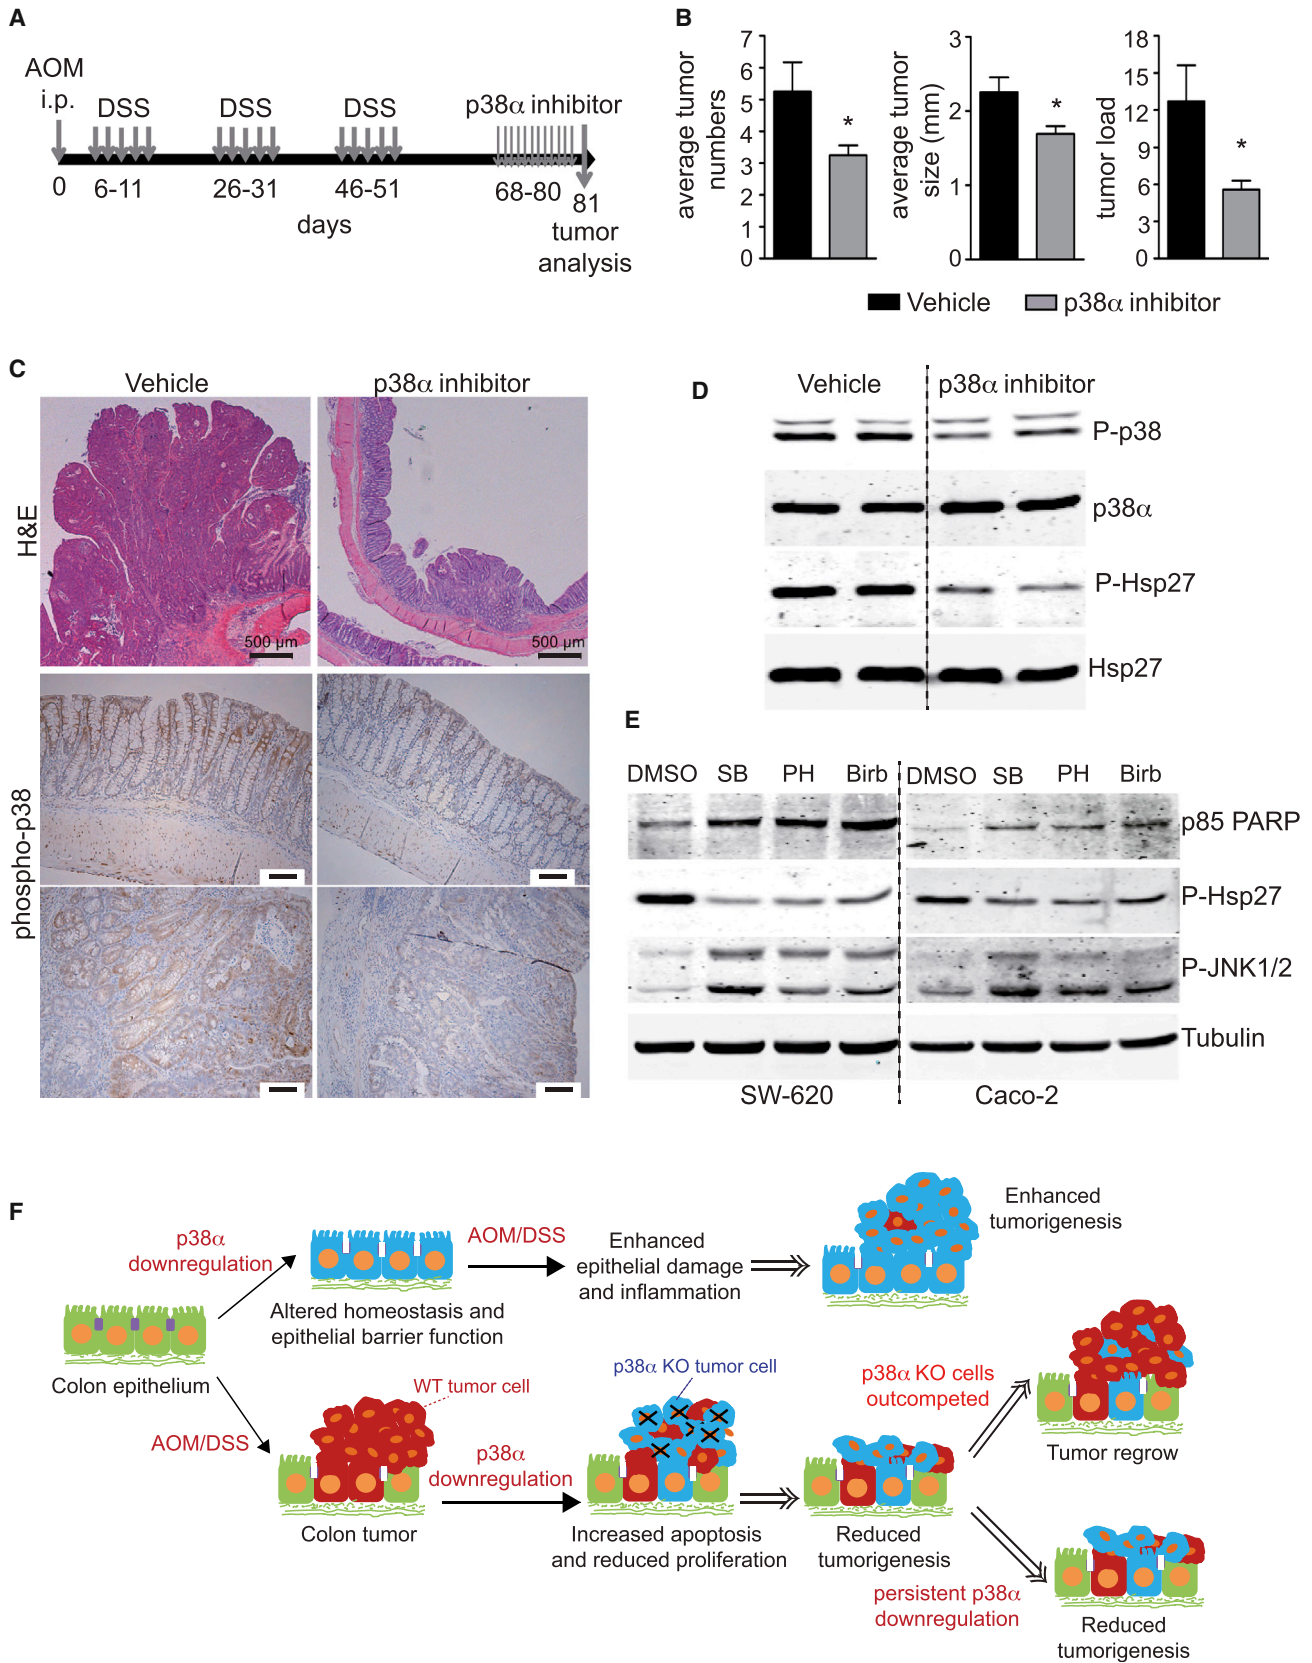 A
AOM
i.p.
DSS
DSS
DSS
p38α inhibitor
0
6-11
26-31
46-51
68-80
81
days
tumor
analysis
B
average tumor
numbers
7
6
5
4
3
2
1
0
*
average tumor
size (mm)
3
2
1
0
*
tumor load
18
15
12
9
6
3
0
*
Vehicle
p38α inhibitor
C
Vehicle
p38α inhibitor
H&E
500 µm
500 µm
phospho-p38
D
Vehicle
p38α inhibitor
P-p38
p38α
P-Hsp27
Hsp27
E
DMSO SB PH Birb
DMSO SB PH Birb
p85 PARP
P-Hsp27
P-JNK1/2
Tubulin
SW-620
Caco-2
F
p38α
downregulation
Colon epithelium
Altered homeostasis and
epithelial barrier function
AOM/DSS
Enhanced
epithelial damage
and inflammation
Enhanced
tumorigenesis
AOM/DSS
WT tumor cell
Colon tumor
p38α
downregulation
p38α KO tumor cell
Increased apoptosis
and reduced proliferation
Reduced
tumorigenesis
p38α KO cells
outcompeted
Tumor regrow
persistent p38α
downregulation
Reduced
tumorigenesis